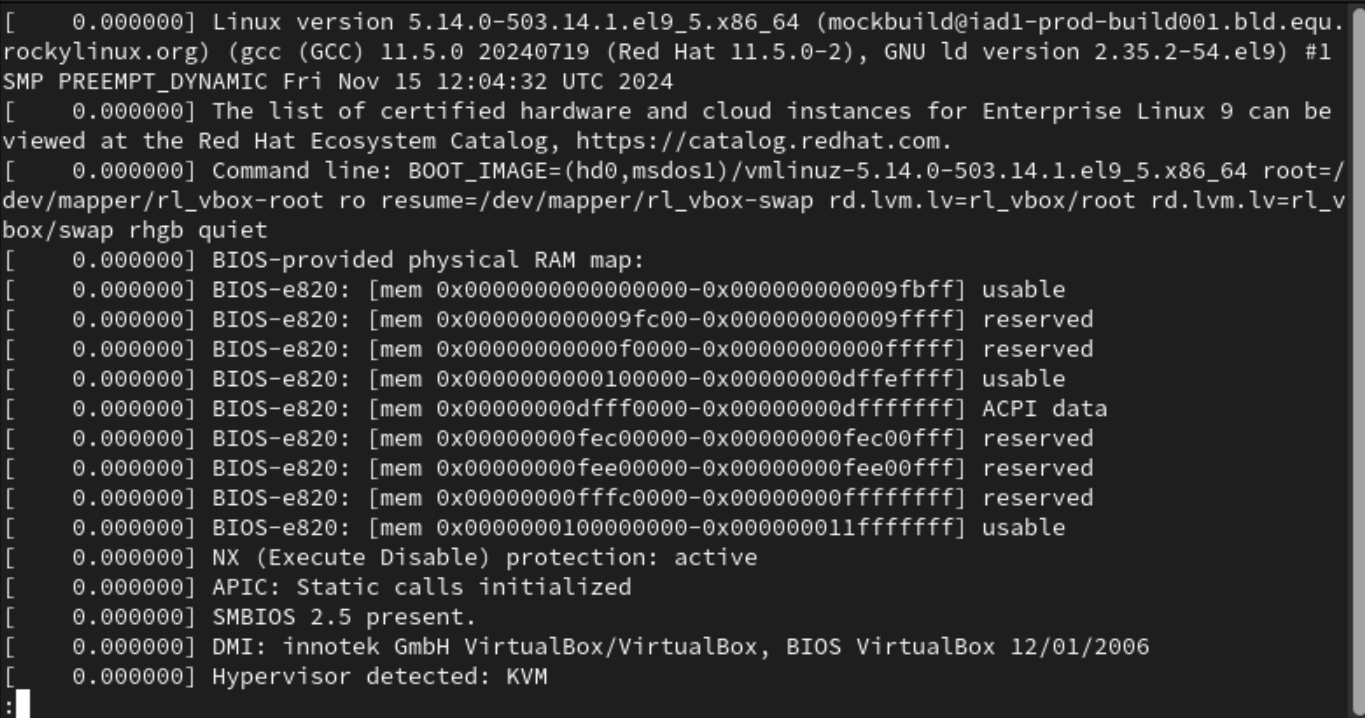 [    0.000000] Linux version 5.14.0-503.14.1.el9_5.x86_64 (mockbuild@iad1-prod-build001.bld.equ.
rockylinux.org) (gcc (GCC) 11.5.0 20240719 (Red Hat 11.5.0-2), GNU ld version 2.35.2-54.el9) #1
SMP PREEMPT_DYNAMIC Fri Nov 15 12:04:32 UTC 2024
[    0.000000] The list of certified hardware and cloud instances for Enterprise Linux 9 can be
viewed at the Red Hat Ecosystem Catalog, https://catalog.redhat.com.
[    0.000000] Command line: BOOT_IMAGE=(hd0,msdos1)/vmlinuz-5.14.0-503.14.1.el9_5.x86_64 root=/
dev/mapper/rl_vbox-root ro resume=/dev/mapper/rl_vbox-swap rd.lvm.lv=rl_vbox/root rd.lvm.lv=rl_v
box/swap rhgb quiet
[    0.000000] BIOS-provided physical RAM map:
[    0.000000] BIOS-e820: [mem 0x0000000000000000-0x000000000009fbff] usable
[    0.000000] BIOS-e820: [mem 0x000000000009fc00-0x000000000009ffff] reserved
[    0.000000] BIOS-e820: [mem 0x00000000000f0000-0x00000000000fffff] reserved
[    0.000000] BIOS-e820: [mem 0x0000000000100000-0x00000000dffeffff] usable
[    0.000000] BIOS-e820: [mem 0x00000000dfff0000-0x00000000dfffffff] ACPI data
[    0.000000] BIOS-e820: [mem 0x00000000fec00000-0x00000000fec00fff] reserved
[    0.000000] BIOS-e820: [mem 0x00000000fee00000-0x00000000fee00fff] reserved
[    0.000000] BIOS-e820: [mem 0x00000000fffc0000-0x00000000ffffffff] reserved
[    0.000000] BIOS-e820: [mem 0x0000000100000000-0x000000011fffffff] usable
[    0.000000] NX (Execute Disable) protection: active
[    0.000000] APIC: Static calls initialized
[    0.000000] SMBIOS 2.5 present.
[    0.000000] DMI: innotek GmbH VirtualBox/VirtualBox, BIOS VirtualBox 12/01/2006
[    0.000000] Hypervisor detected: KVM
: